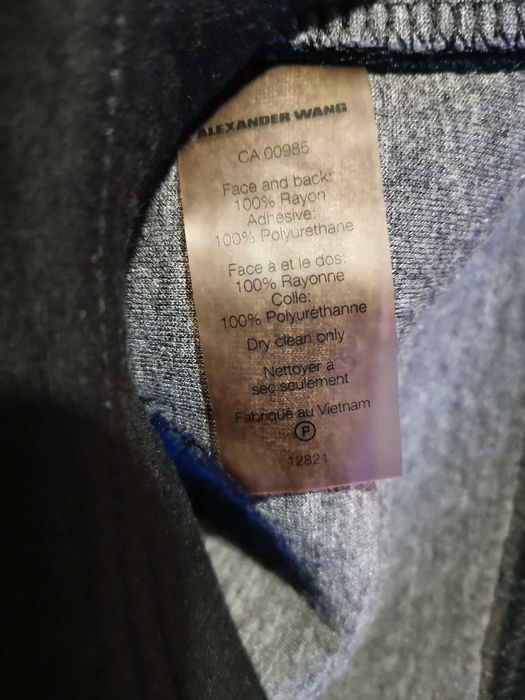 ALEXANDER WANG
CA 00985
Face and back:
100% Rayon
Adhesive:
100% Polyurethane
Face à et le dos:
100% Rayonne
Colle:
100% Polyuréthanne
Dry clean only
Nettoyer à
sec seulement
Fabriqué au Vietnam
P
12821